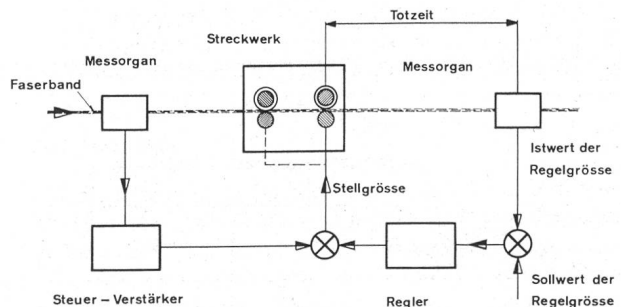 Totzeit
Streckwerk
Messorgan
Messorgan
Faserband
Istwert der
Regelgrösse
Stellgrösse
Sollwert der
Regelgrösse
Steuer – Verstärker
Regler